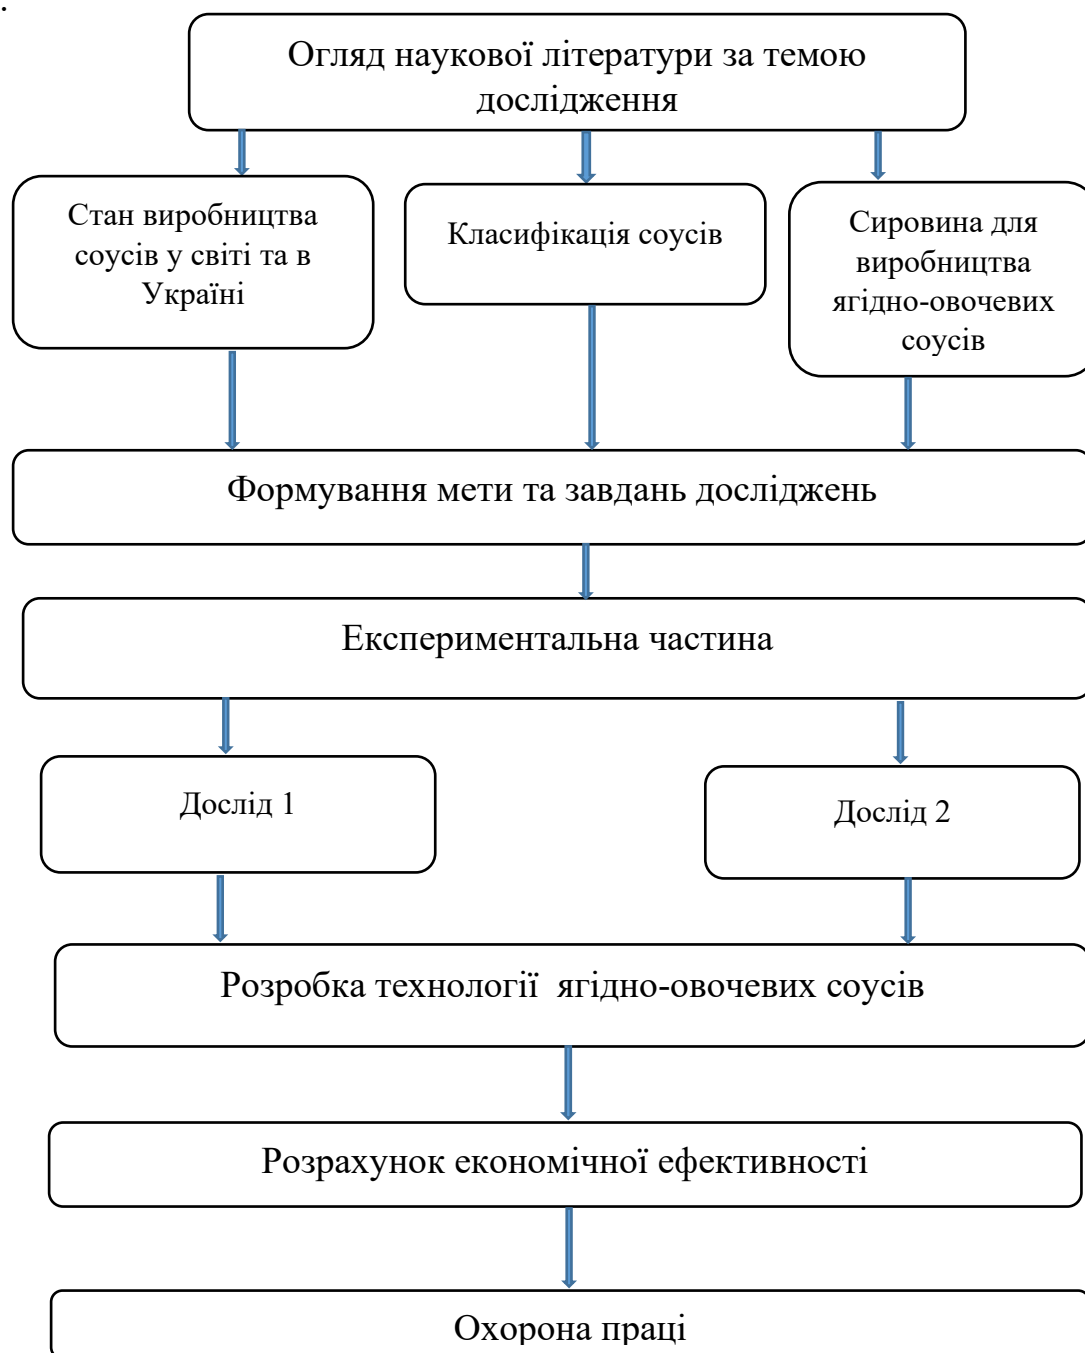 .
Огляд наукової літератури за темою
дослідження
Стан виробництва
соусів у світі та в
Україні
Класифікація соусів
Сировина для
виробництва
ягідно-овочевих
соусів
Формування мети та завдань досліджень
Експериментальна частина
Дослід 1
Дослід 2
Розробка технології  ягідно-овочевих соусів
Розрахунок економічної ефективності
Охорона праці